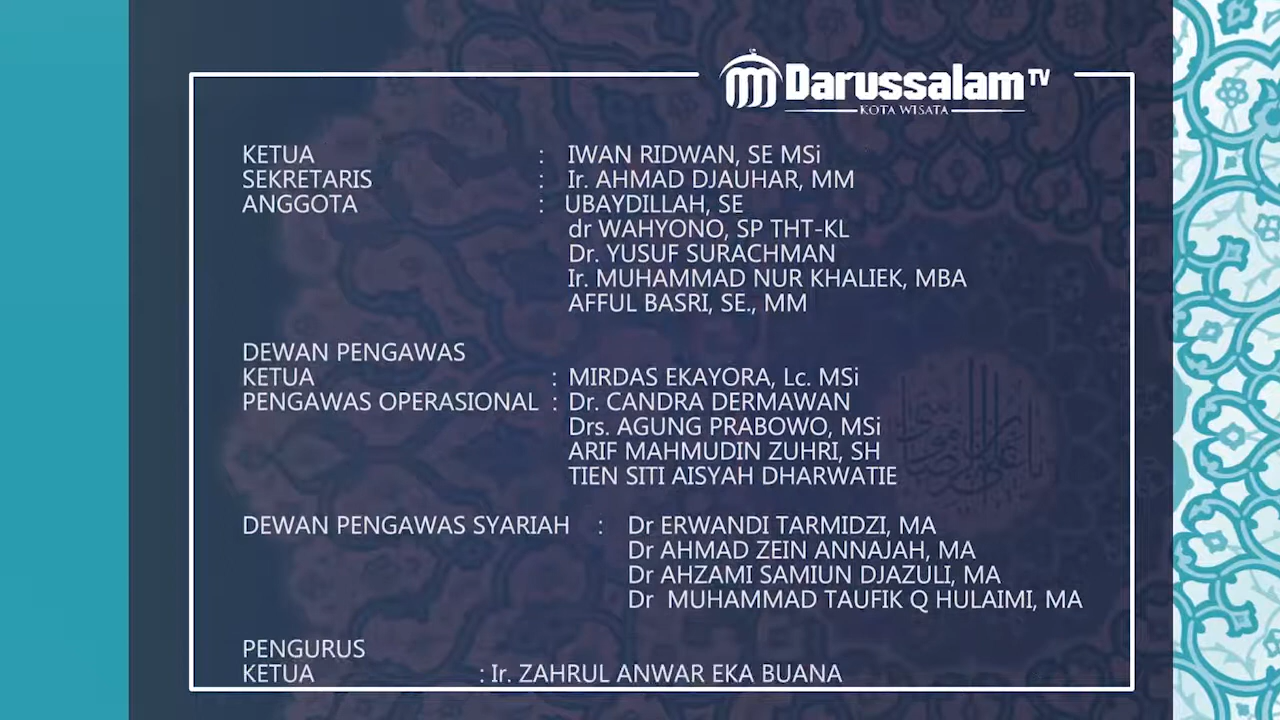 Darussalam TV
KOTA WISATA
KETUA : IWAN RIDWAN, SE MSi
SEKRETARIS : Ir. AHMAD DJAUHAR, MM
ANGGOTA : UBAYDILLAH, SE
dr WAHYONO, SP THT-KL
Dr. YUSUF SURACHMAN
Ir. MUHAMMAD NUR KHALIEK, MBA
AFFUL BASRI, SE., MM
DEWAN PENGAWAS
KETUA : MIRDAS EKAYORA, Lc. MSi
PENGAWAS OPERASIONAL : Dr. CANDRA DERMAWAN
Drs. AGUNG PRABOWO, MSi
ARIF MAHMUDIN ZUHRI, SH
TIEN SITI AISYAH DHARWATIE
DEWAN PENGAWAS SYARIAH : Dr ERWANDI TARMIDZI, MA
Dr AHMAD ZEIN ANNAJAH, MA
Dr AHZAMI SAMIUN DJAZULI, MA
Dr MUHAMMAD TAUFIK Q HULAIMI, MA
PENGURUS
KETUA : Ir. ZAHRUL ANWAR EKA BUANA